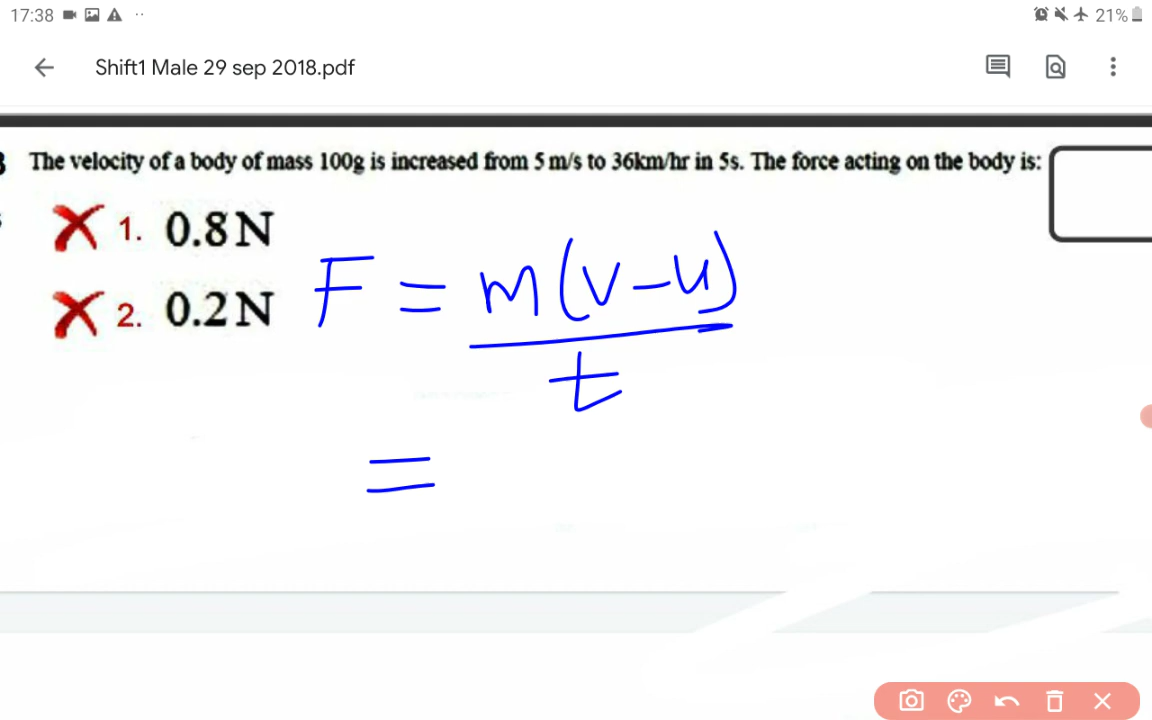 17:38
21%
Shift1 Male 29 sep 2018.pdf
The velocity of a body of mass 100g is increased from 5 m/s to 36km/hr in 5s. The force acting on the body is:
1. 0.8N
2. 0.2N
F = m(v-u)
t
=